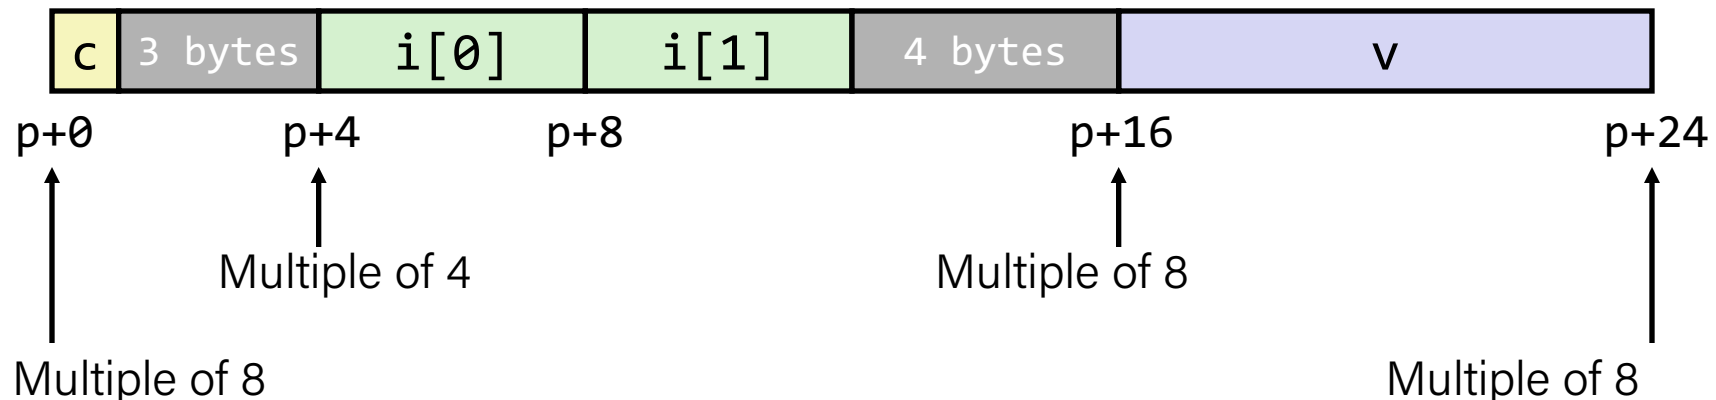 c 3 bytes i[0] i[1] 4 bytes v
p+0 p+4 p+8 p+16 p+24
Multiple of 4 Multiple of 8
Multiple of 8 Multiple of 8